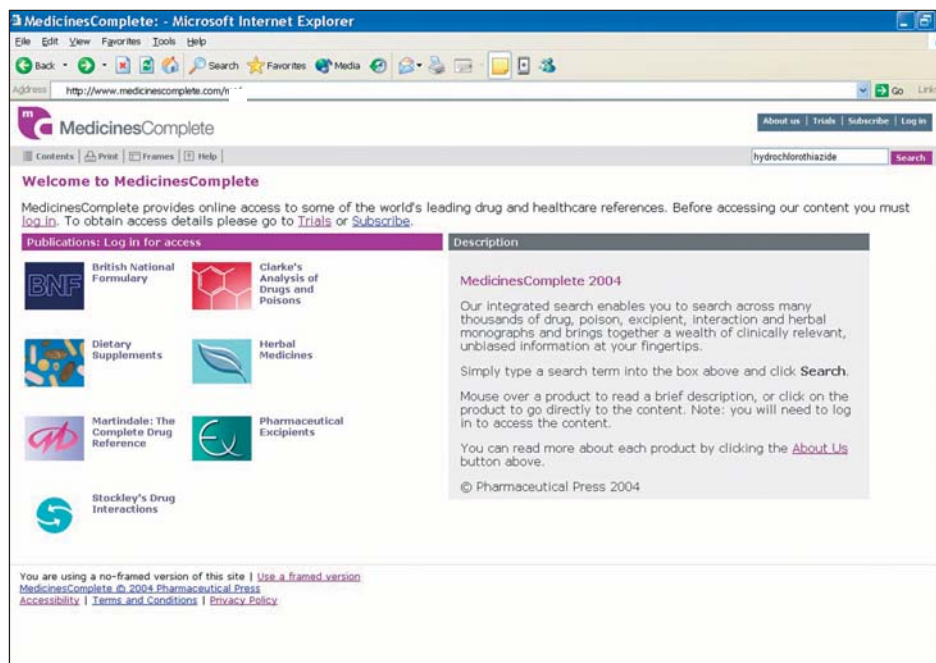 MedicinesComplete: - Microsoft Internet Explorer
File Edit View Favorites Tools Help
Back Search Favorites Media
Address http://www.medicinescomplete.com/ Go Links
mc MedicinesComplete
About us | Trials | Subscribe | Log in
Contents | Print | Frames | Help |
hydrochlorothiazide Search
Welcome to MedicinesComplete
MedicinesComplete provides online access to some of the world's leading drug and healthcare references. Before accessing our content you must
log in. To obtain access details please go to Trials or Subscribe.
Publications: Log in for access
BNF
British National
Formulary
Clarke's
Analysis of
Drugs and
Poisons
Dietary
Supplements
Herbal
Medicines
Martindale: The
Complete Drug
Reference
Ex
Pharmaceutical
Excipients
Stockley's Drug
Interactions
Description
MedicinesComplete 2004
Our integrated search enables you to search across many
thousands of drug, poison, excipient, interaction and herbal
monographs and brings together a wealth of clinically relevant,
unbiased information at your fingertips.
Simply type a search term into the box above and click Search.
Mouse over a product to read a brief description, or click on the
product to go directly to the content. Note: you will need to log
in to access the content.
You can read more about each product by clicking the About Us
button above.
© Pharmaceutical Press 2004
You are using a no-framed version of this site | Use a framed version
MedicinesComplete © 2004 Pharmaceutical Press
Accessibility | Terms and Conditions | Privacy Policy